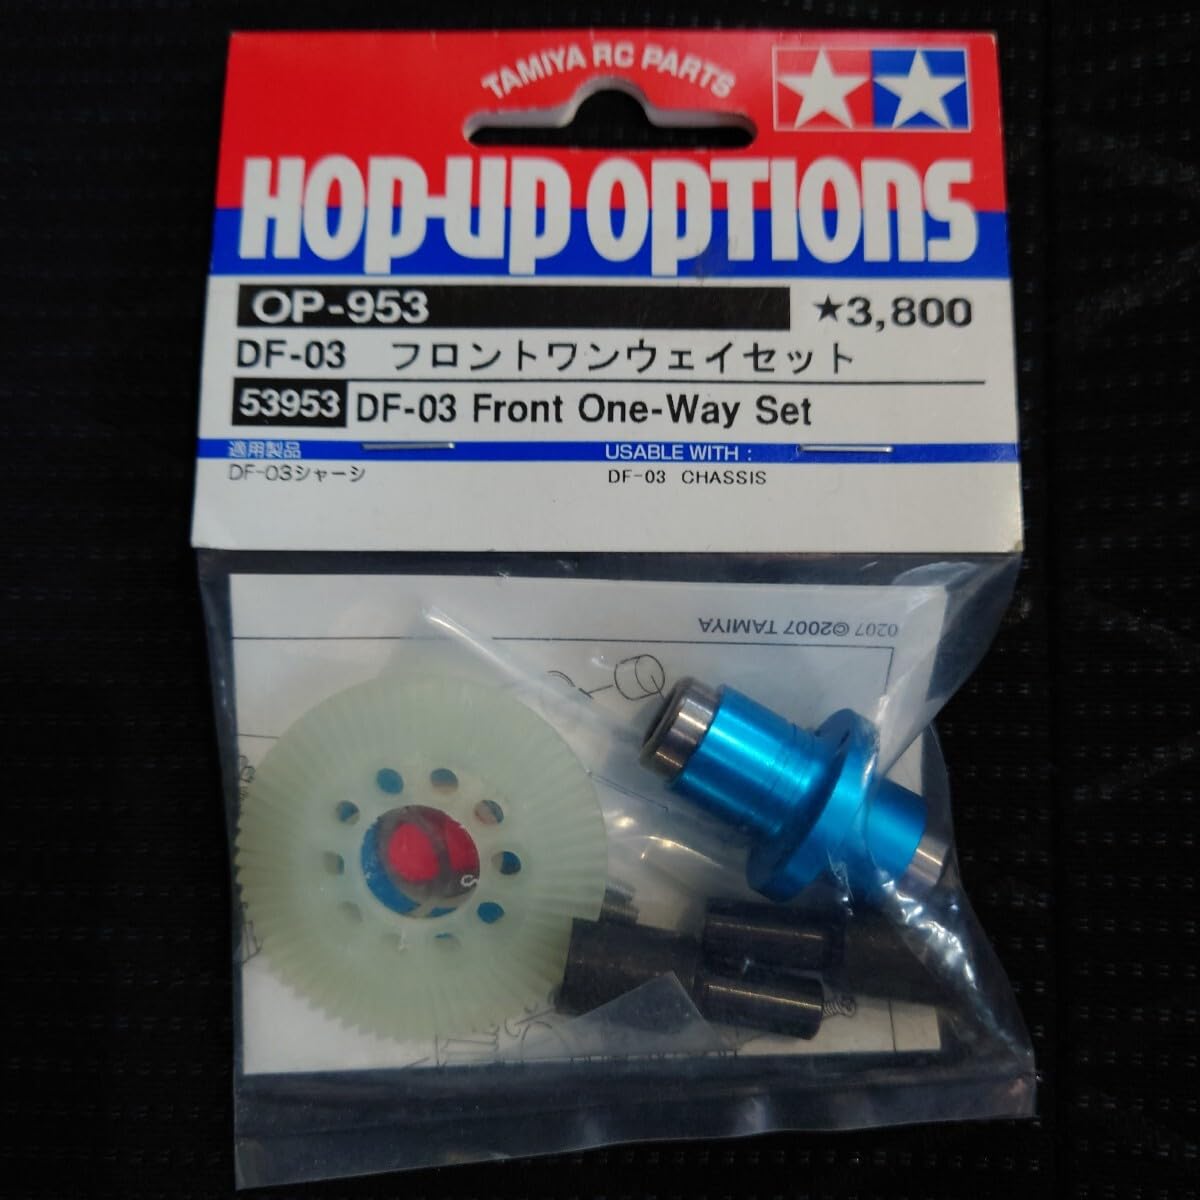 TAMIYA RC PARTS
HOP-UP OPTIONS
OP-953 ★3,800
DF-03 フロントワンウェイセット
53953 DF-03 Front One-Way Set
適用製品 USABLE WITH :
DF-03シャーシ DF-03 CHASSIS
0207 ©2007 TAMIYA